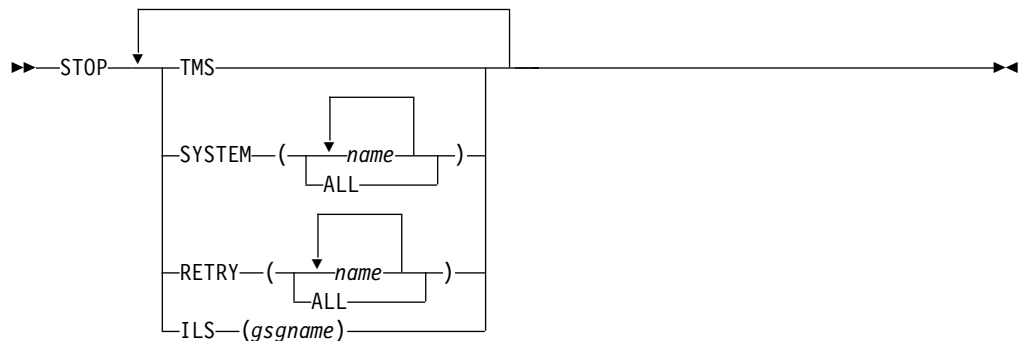 STOP TMS
SYSTEM ( name )
ALL
RETRY ( name )
ALL
ILS (gsgname)